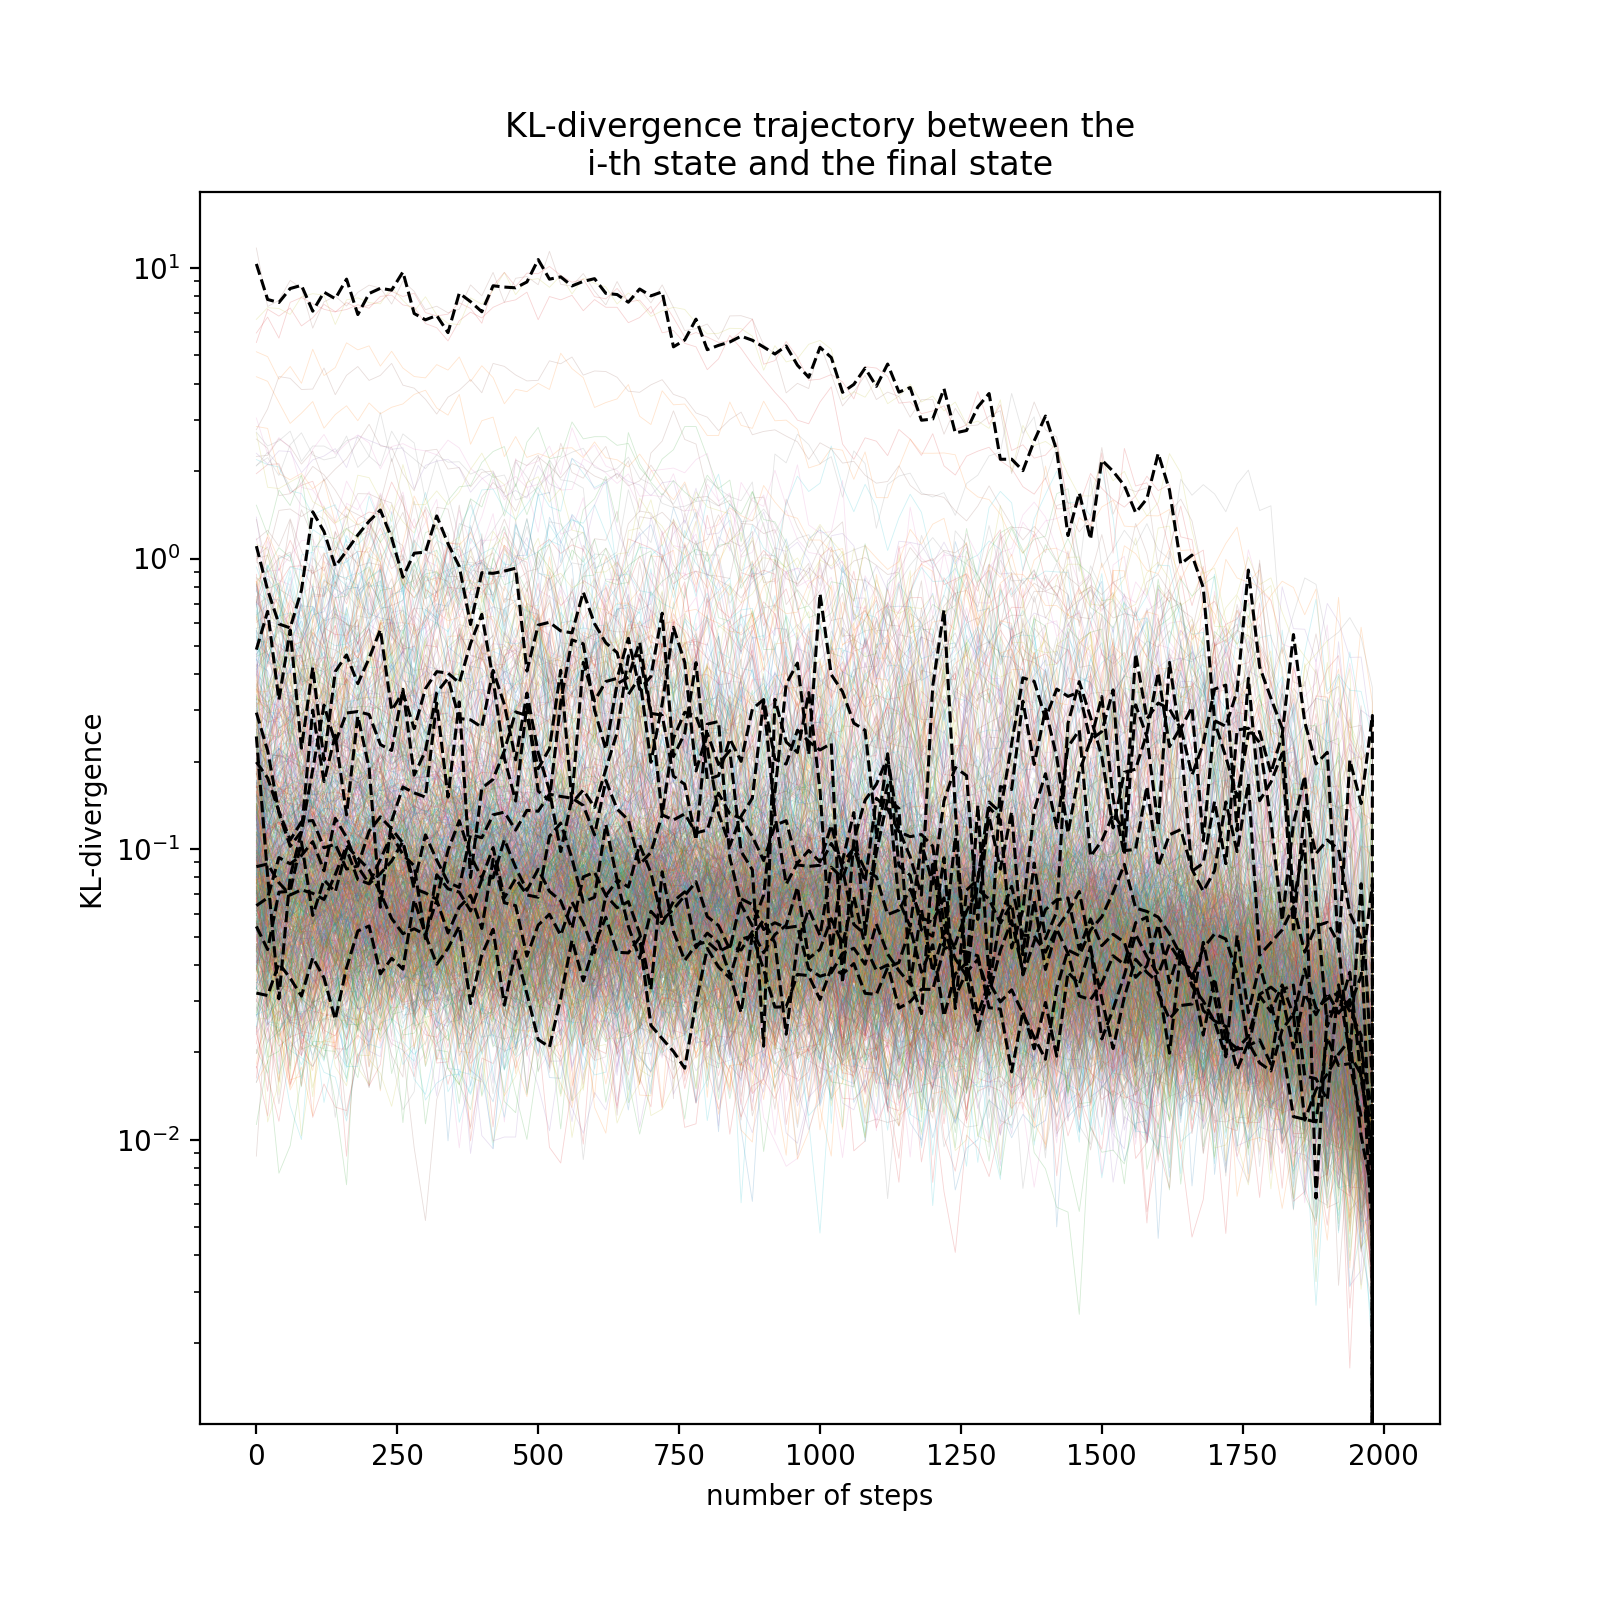 KL-divergence trajectory between the
i-th state and the final state
10¹
10⁰
10⁻¹
10⁻²
KL-divergence
0 250 500 750 1000 1250 1500 1750 2000
number of steps